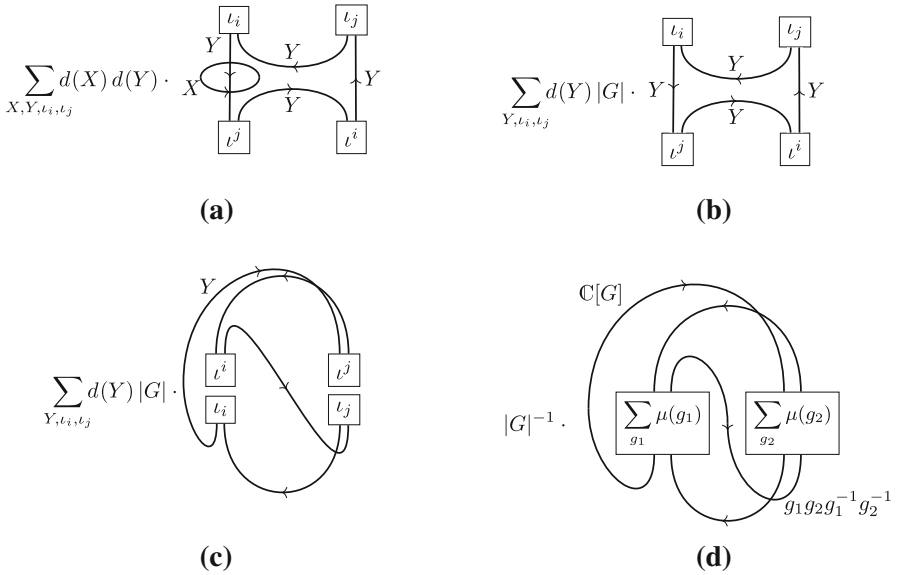 ι_i ι_j
Y Y
∑_{X,Y,ι_i,ι_j} d(X) d(Y) · X Y Y
ι^j ι^i
(a)
ι_i ι_j
Y
∑_{Y,ι_i,ι_j} d(Y) |G| · Y Y
Y
ι^j ι^i
(b)
Y
ι^i ι^j
∑_{Y,ι_i,ι_j} d(Y) |G| · ι_i ι_j
(c)
ℂ[G]
|G|^{-1} · ∑_{g_1} μ(g_1) ∑_{g_2} μ(g_2)
g_1g_2g_1^{-1}g_2^{-1}
(d)